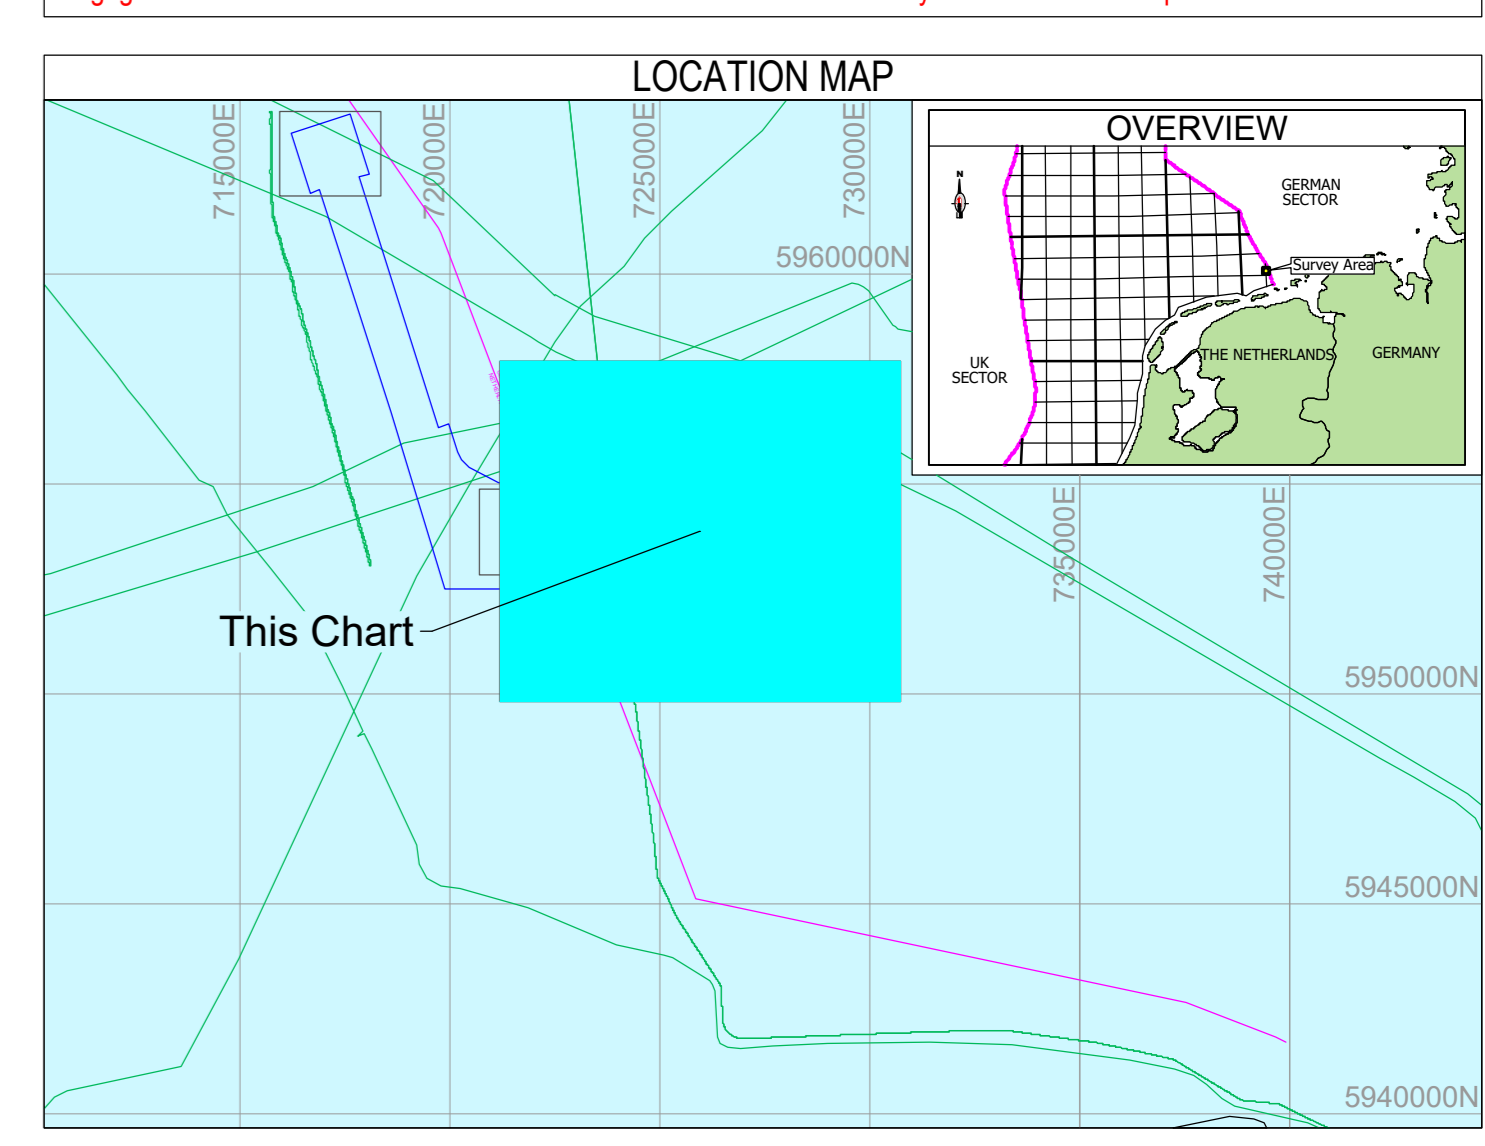 LOCATION MAP
715000E
720000E
725000E
730000E
5960000N
OVERVIEW
N
GERMAN
SECTOR
Survey Area
UK
SECTOR
THE NETHERLANDS
GERMANY
735000E
740000E
This Chart
5950000N
5945000N
5940000N